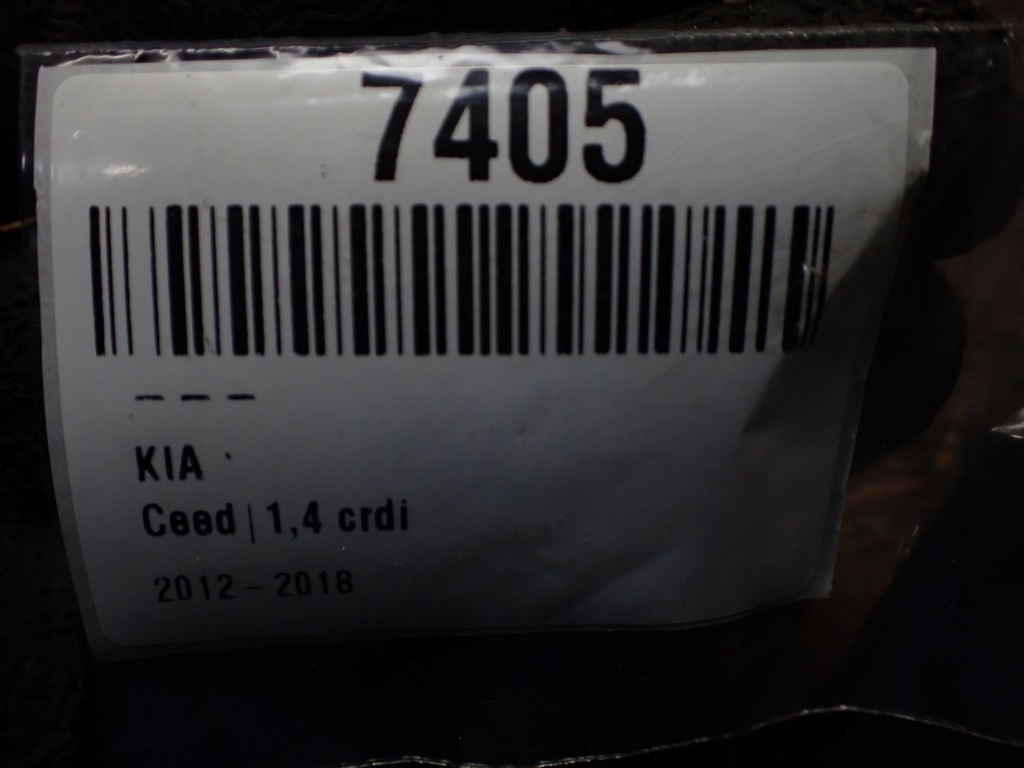 7405
– – –
KIA
Ceed | 1,4 crdi
2012 – 2018